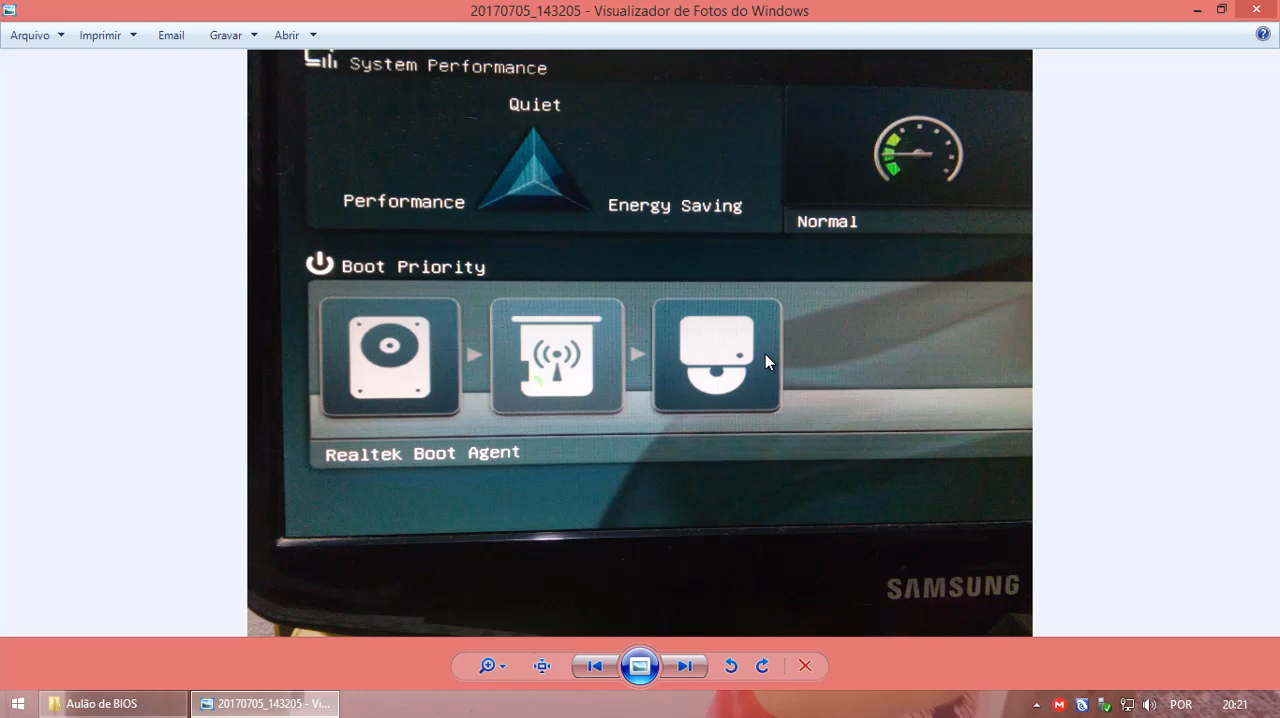 20170705_143205 - Visualizador de Fotos do Windows
Arquivo Imprimir Email Gravar Abrir
System Performance
Quiet
Performance
Energy Saving
Normal
Boot Priority
Realtek Boot Agent
SAMSUNG
Aulão de BIOS
20170705_143205 - Vi...
POR
20:21